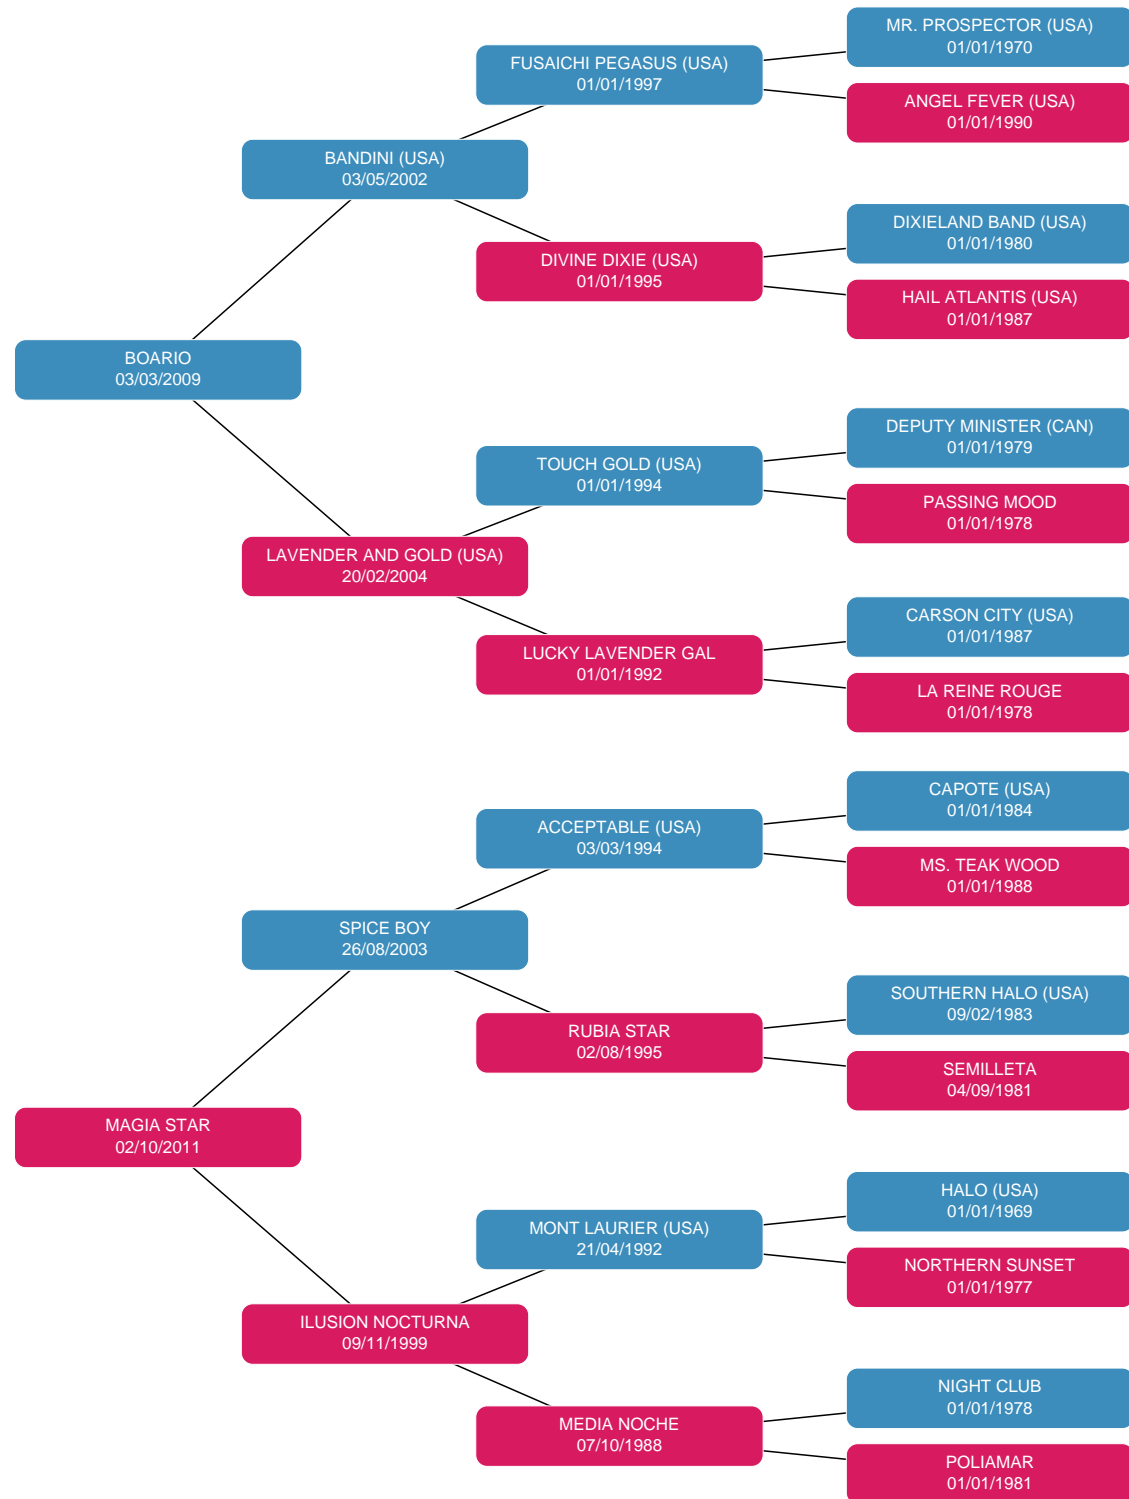 MR. PROSPECTOR (USA)
01/01/1970
FUSAICHI PEGASUS (USA)
01/01/1997
ANGEL FEVER (USA)
01/01/1990
BANDINI (USA)
03/05/2002
DIXIELAND BAND (USA)
01/01/1980
DIVINE DIXIE (USA)
01/01/1995
HAIL ATLANTIS (USA)
01/01/1987
BOARIO
03/03/2009
DEPUTY MINISTER (CAN)
01/01/1979
TOUCH GOLD (USA)
01/01/1994
PASSING MOOD
01/01/1978
LAVENDER AND GOLD (USA)
20/02/2004
CARSON CITY (USA)
01/01/1987
LUCKY LAVENDER GAL
01/01/1992
LA REINE ROUGE
01/01/1978
CAPOTE (USA)
01/01/1984
ACCEPTABLE (USA)
03/03/1994
MS. TEAK WOOD
01/01/1988
SPICE BOY
26/08/2003
SOUTHERN HALO (USA)
09/02/1983
RUBIA STAR
02/08/1995
SEMILLETA
04/09/1981
MAGIA STAR
02/10/2011
HALO (USA)
01/01/1969
MONT LAURIER (USA)
21/04/1992
NORTHERN SUNSET
01/01/1977
ILUSION NOCTURNA
09/11/1999
NIGHT CLUB
01/01/1978
MEDIA NOCHE
07/10/1988
POLIAMAR
01/01/1981